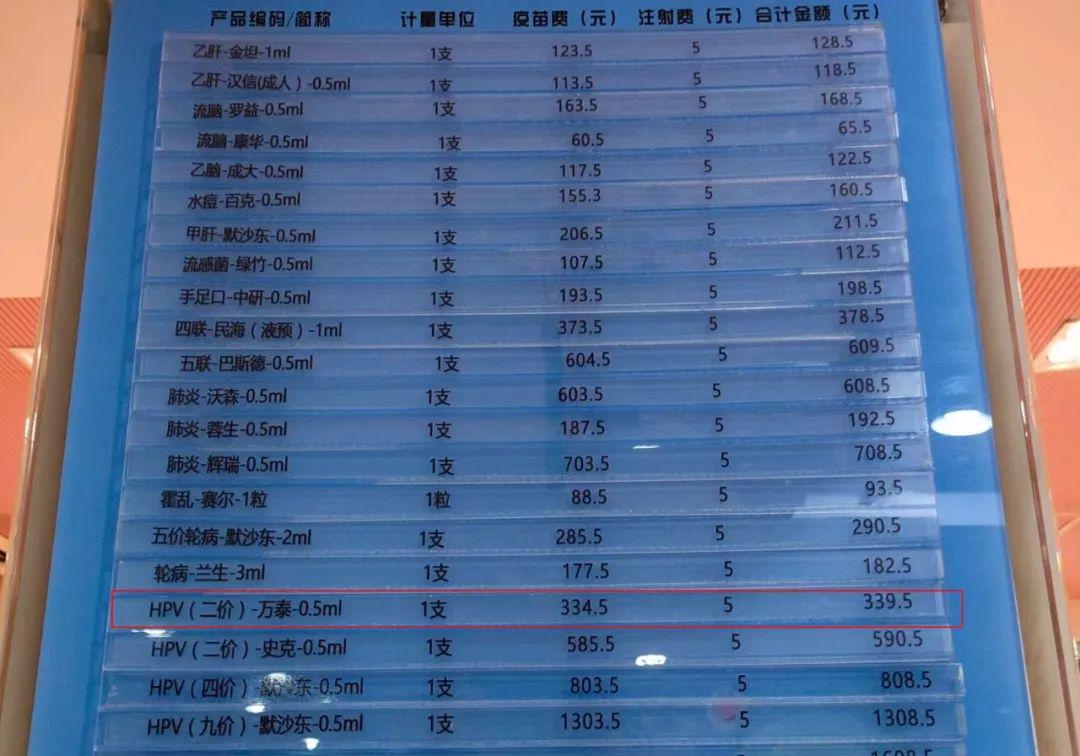 产品编码/简称 计量单位 疫苗费（元） 注射费（元） 合计金额（元）
乙肝-金坦-1ml 1支 123.5 5 128.5
乙肝-汉信(成人）-0.5ml 1支 113.5 5 118.5
流脑-罗益-0.5ml 1支 163.5 5 168.5
流脑-康华-0.5ml 1支 60.5 5 65.5
乙脑-成大-0.5ml 1支 117.5 5 122.5
水痘-百克-0.5ml 1支 155.3 5 160.5
甲肝-默沙东-0.5ml 1支 206.5 5 211.5
流感菌-绿竹-0.5ml 1支 107.5 5 112.5
手足口-中研-0.5ml 1支 193.5 5 198.5
四联-民海（液预）-1ml 1支 373.5 5 378.5
五联-巴斯德-0.5ml 1支 604.5 5 609.5
肺炎-沃森-0.5ml 1支 603.5 5 608.5
肺炎-蓉生-0.5ml 1支 187.5 5 192.5
肺炎-辉瑞-0.5ml 1支 703.5 5 708.5
霍乱-赛尔-1粒 1粒 88.5 5 93.5
五价轮病-默沙东-2ml 1支 285.5 5 290.5
轮病-兰生-3ml 1支 177.5 5 182.5
HPV（二价）-万泰-0.5ml 1支 334.5 5 339.5
HPV（二价）-史克-0.5ml 1支 585.5 5 590.5
HPV（四价）-默沙东-0.5ml 1支 803.5 5 808.5
HPV（九价）-默沙东-0.5ml 1支 1303.5 5 1308.5